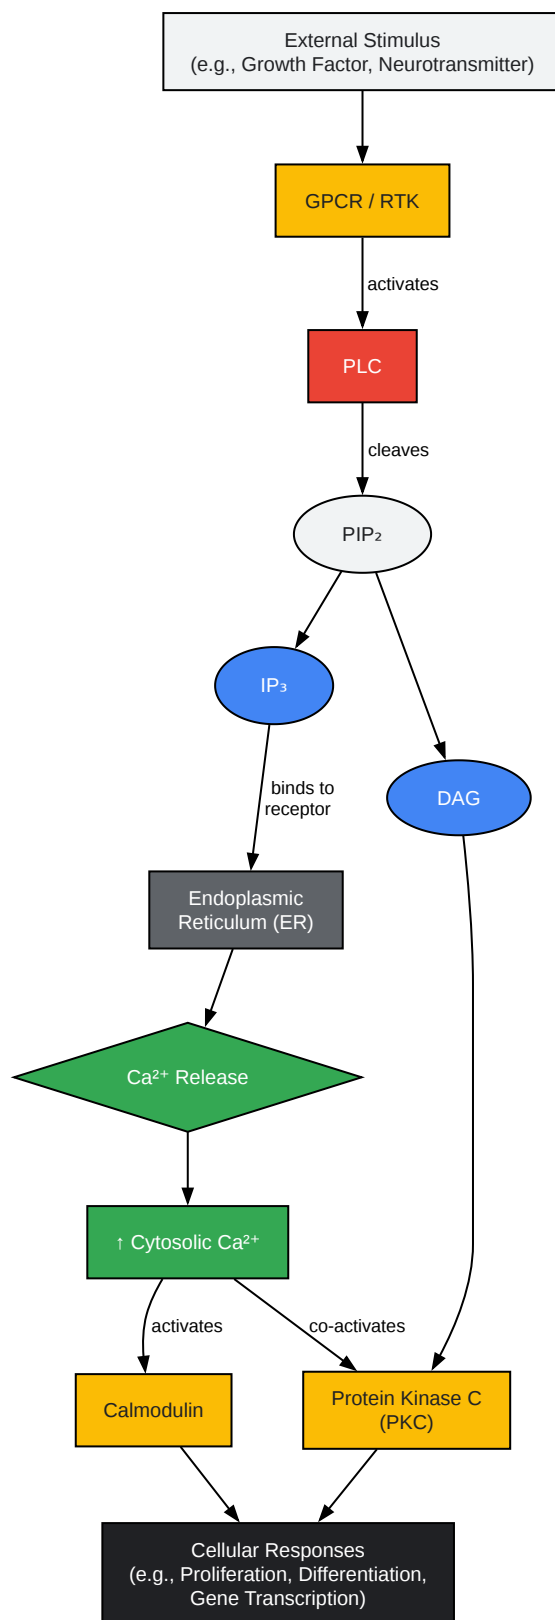 External Stimulus
(e.g., Growth Factor, Neurotransmitter)
GPCR / RTK
activates
PLC
cleaves
PIP₂
IP₃
binds to
receptor
DAG
Endoplasmic
Reticulum (ER)
Ca²⁺ Release
↑ Cytosolic Ca²⁺
activates
co-activates
Calmodulin
Protein Kinase C
(PKC)
Cellular Responses
(e.g., Proliferation, Differentiation,
Gene Transcription)